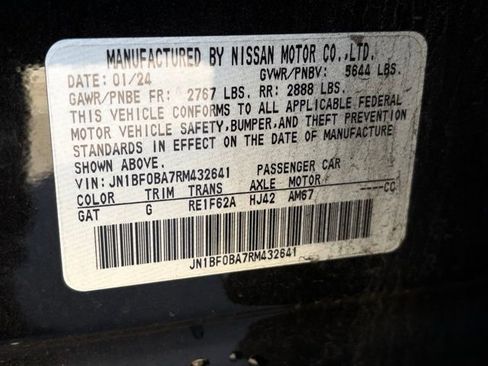 MANUFACTURED BY NISSAN MOTOR CO.,LTD.
DATE: 01/24 GVWR/PNBV: 5644 LBS.
GAWR/PNBE FR: 2767 LBS. RR: 2888 LBS.
THIS VEHICLE CONFORMS TO ALL APPLICABLE FEDERAL
MOTOR VEHICLE SAFETY,BUMPER,AND THEFT PREVENTION
STANDARDS IN EFFECT ON THE DATE OF MANUFACTURE
SHOWN ABOVE.
VIN: JN1BF0BA7RM432641 PASSENGER CAR
COLOR TRIM TRANS AXLE MOTOR ----CC
GAT G RE1F62A HJ42 AM67
JN1BF0BA7RM432641